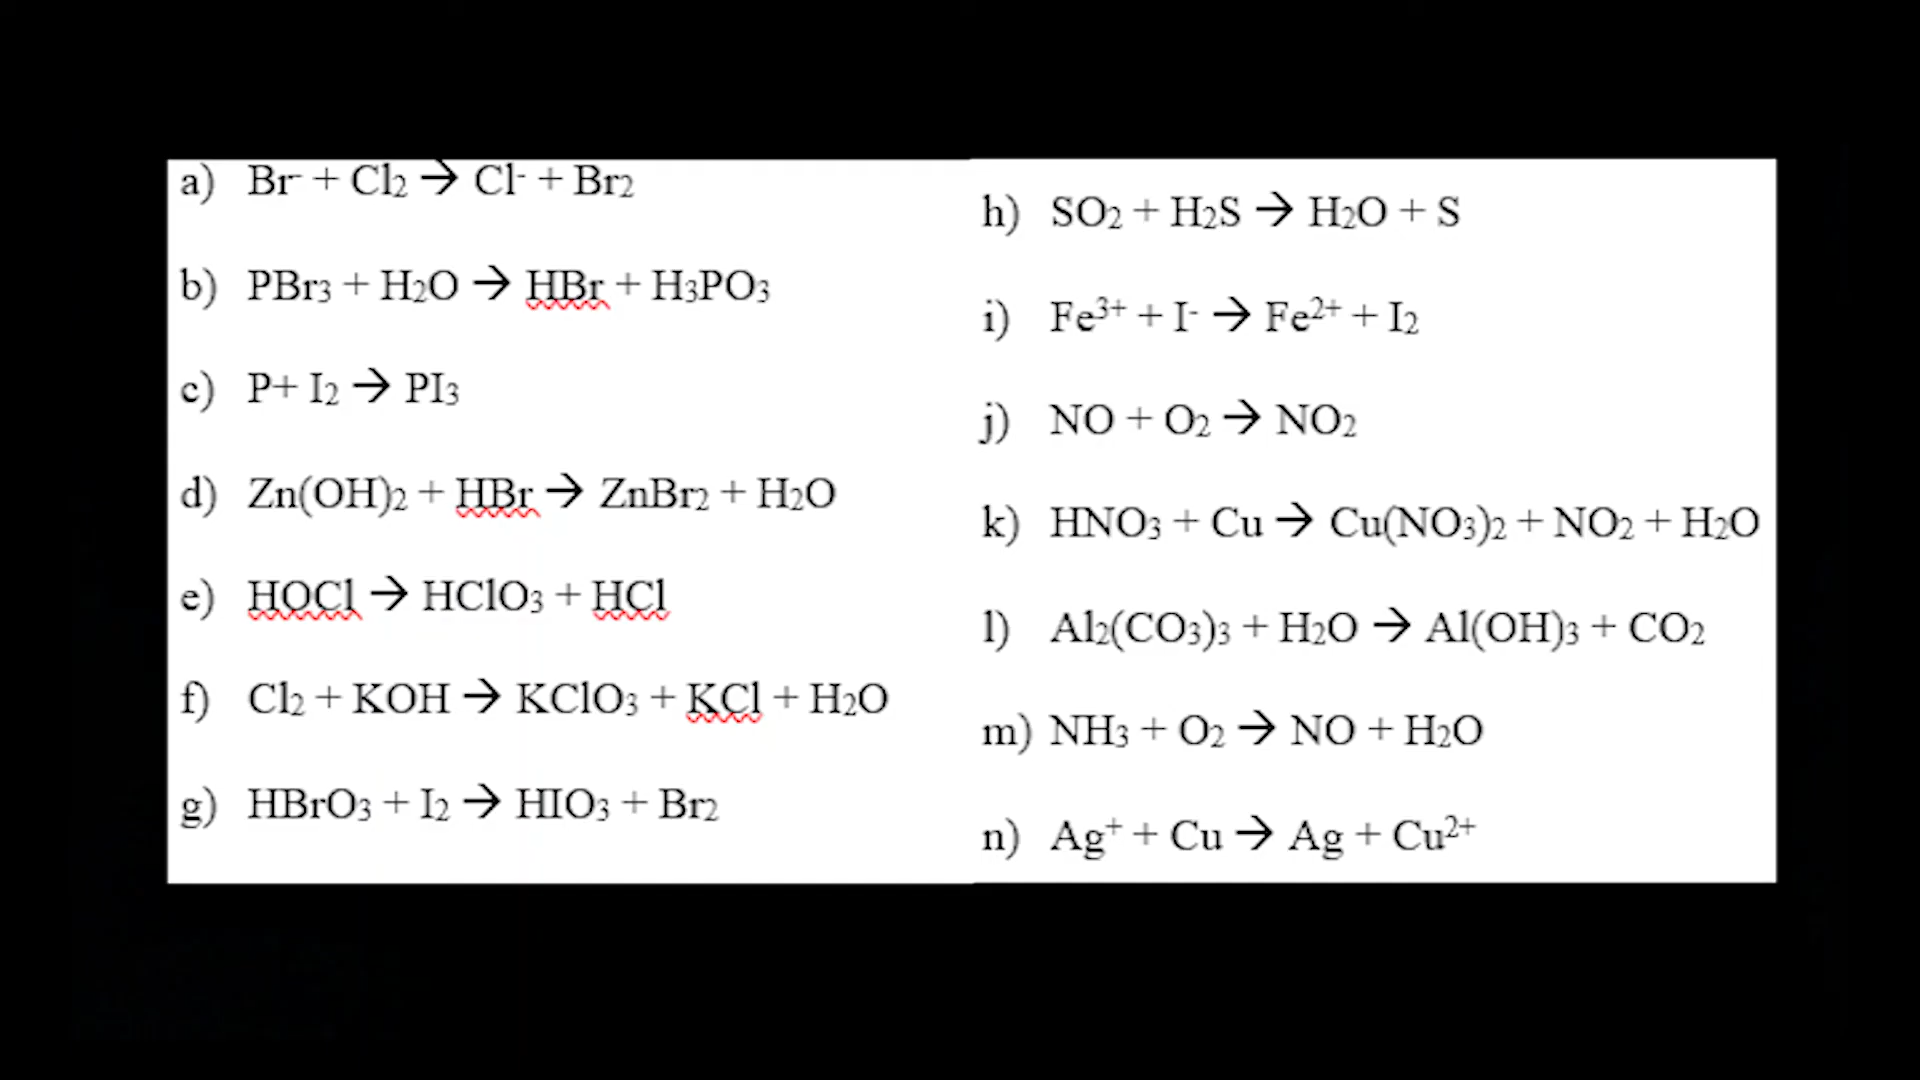 a) Br- + Cl2 → Cl- + Br2
b) PBr3 + H2O → HBr + H3PO3
c) P+ I2 → PI3
d) Zn(OH)2 + HBr → ZnBr2 + H2O
e) HOCl → HClO3 + HCl
f) Cl2 + KOH → KClO3 + KCl + H2O
g) HBrO3 + I2 → HIO3 + Br2
h) SO2 + H2S → H2O + S
i) Fe3+ + I- → Fe2+ + I2
j) NO + O2 → NO2
k) HNO3 + Cu → Cu(NO3)2 + NO2 + H2O
l) Al2(CO3)3 + H2O → Al(OH)3 + CO2
m) NH3 + O2 → NO + H2O
n) Ag+ + Cu → Ag + Cu2+